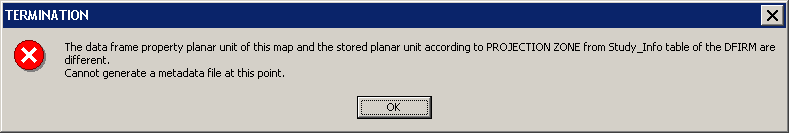 TERMINATION
The data frame property planar unit of this map and the stored planar unit according to PROJECTION ZONE from Study_Info table of the DFIRM are
different.
Cannot generate a metadata file at this point.
OK